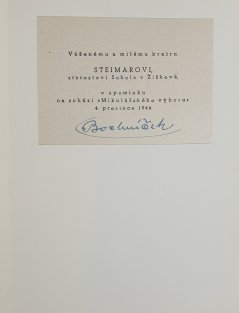 Váženému a milému bratru
STEIMAROVI,
starostovi Sokola v Žižkově,
v upomínku
na schůzi »Mikulášského výboru«
4. prosince 1946